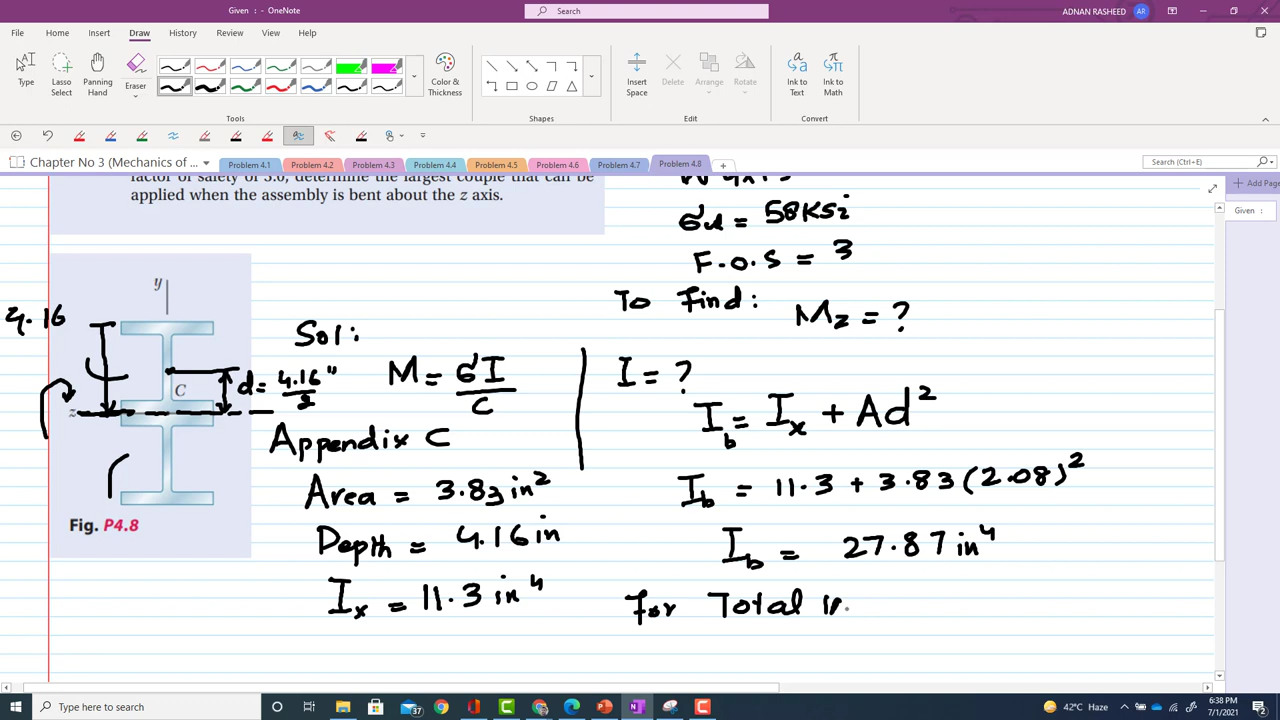 Given : - OneNote
Search
ADNAN RASHEED
AR
File Home Insert Draw History Review View Help
Type
Lasso Select
Panning Hand
Eraser
Color & Thickness
Insert Space
Delete
Arrange
Rotate
Ink to Text
Ink to Math
Tools
Shapes
Edit
Convert
Chapter No 3 (Mechanics of ...
Problem 4.1
Problem 4.2
Problem 4.3
Problem 4.4
Problem 4.5
Problem 4.6
Problem 4.7
Problem 4.8
Search (Ctrl+E)
Add Page
Given :
factor of safety of 3.0, determine the largest couple that can be
applied when the assembly is bent about the z axis.
σu = 58 Ksi
F.O.S = 3
To Find: Mz = ?
y
4.16
C
z
d = 4.16"/2
Fig. P4.8
Sol:
M = σI/C
Appendix C
Area = 3.83 in²
Depth = 4.16 in
Ix = 11.3 in⁴
I = ?
Ib = Ix + Ad²
Ib = 11.3 + 3.83 (2.08)²
Ib = 27.87 in⁴
for Total
Type here to search
37
42°C Haze
6:38 PM
7/1/2021
1